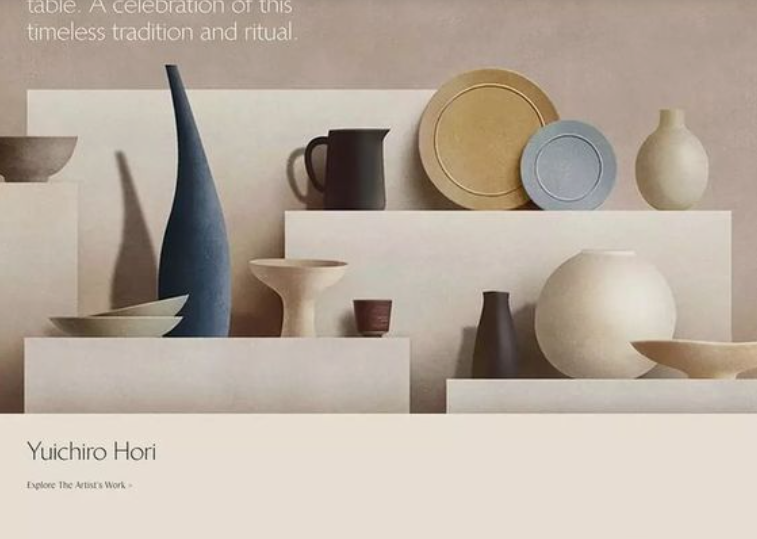 table. A celebration of this
timeless tradition and ritual.
Yuichiro Hori
Explore The Artist's Work >